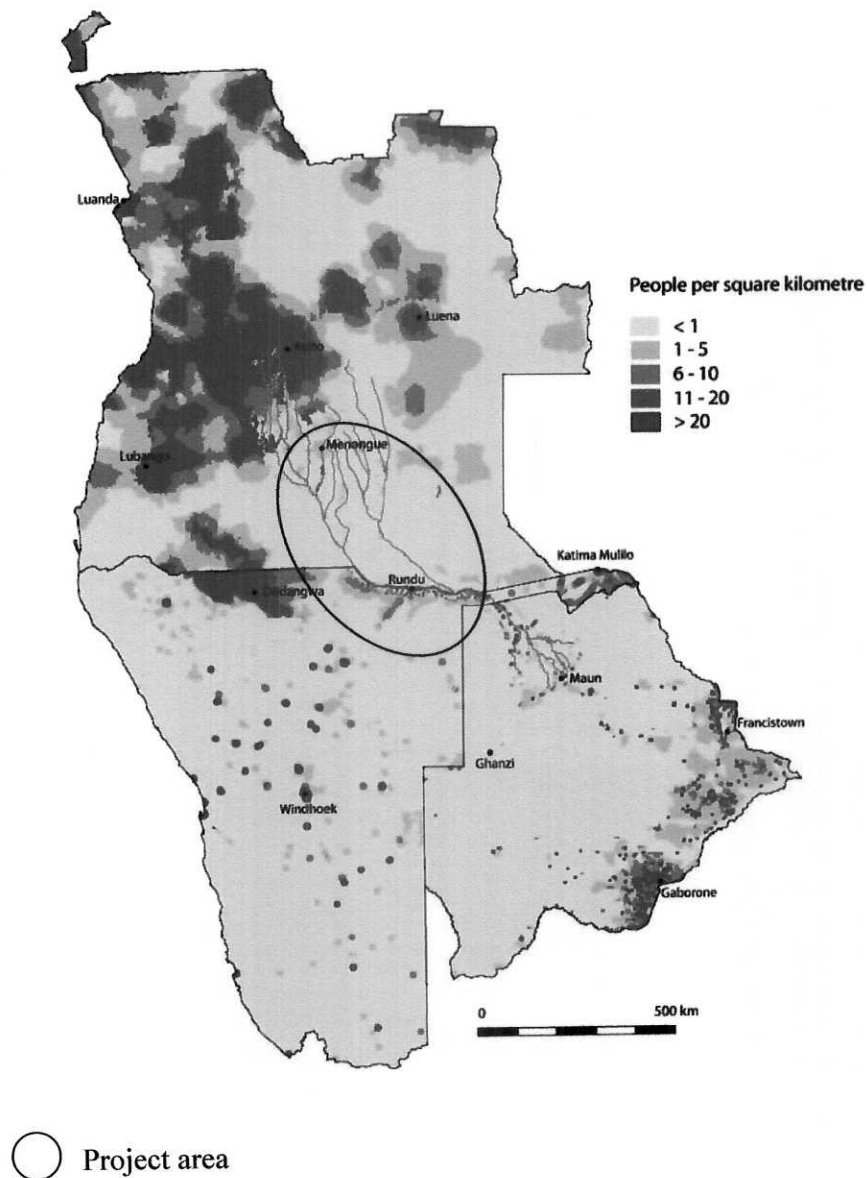 Luanda
People per square kilometre
< 1
1 - 5
6 - 10
11 - 20
> 20
Luena
Menongue
Lubango
Katima Mulilo
Rundu
Maun
Francistown
Ghanzi
Windhoek
Gaborone
0 500 km
Project area